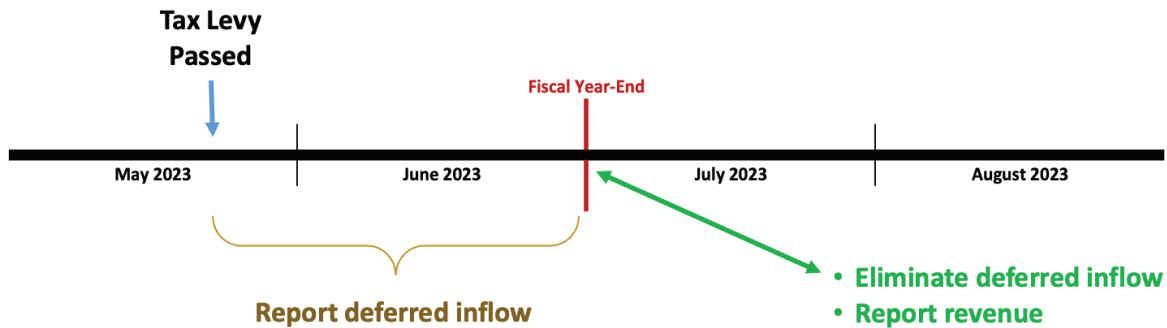 Tax Levy
Passed
Fiscal Year-End
May 2023
June 2023
July 2023
August 2023
Report deferred inflow
• Eliminate deferred inflow
• Report revenue